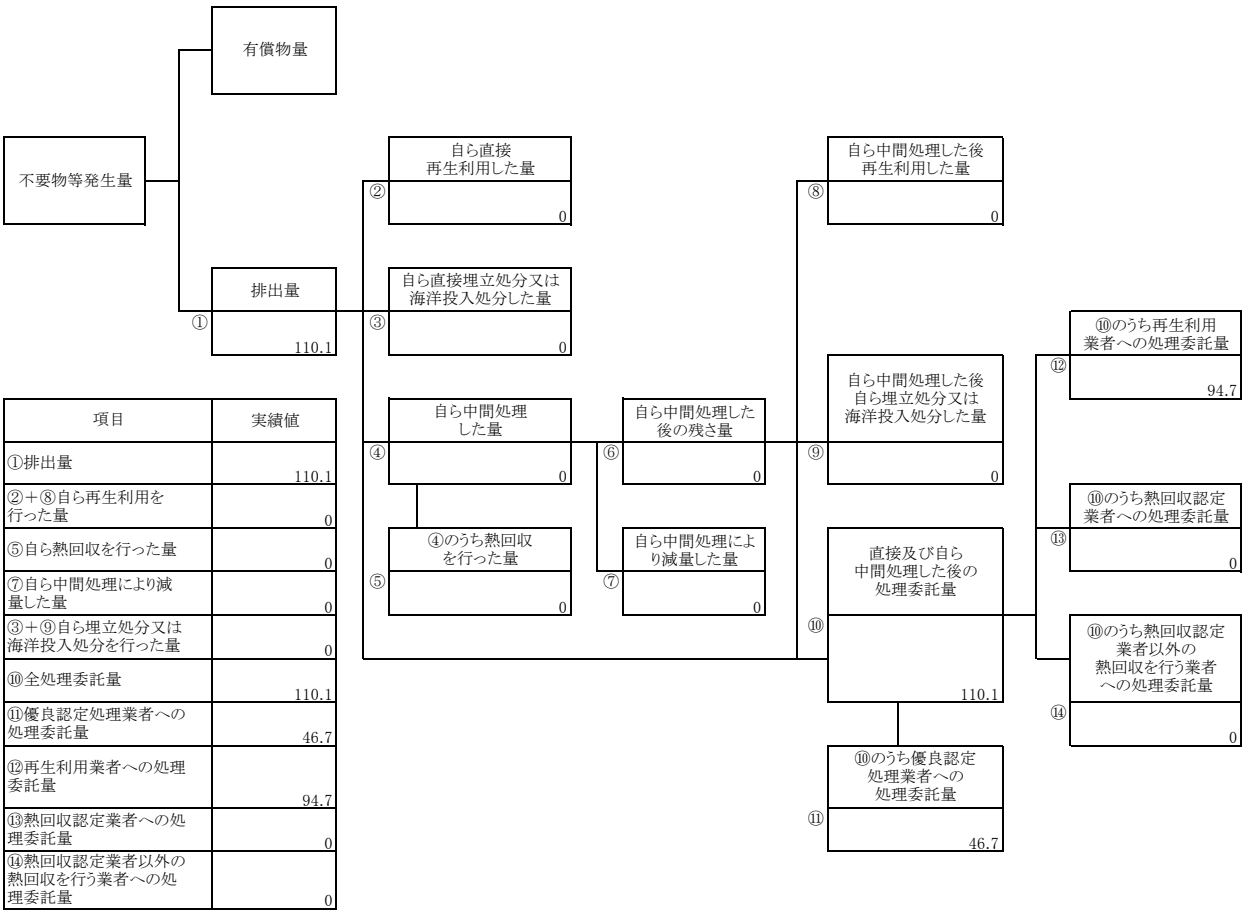 有償物量
不要物等発生量
自ら直接
再生利用した量
②
0
自ら中間処理した後
再生利用した量
⑧
0
排出量
①
110.1
自ら直接埋立処分又は
海洋投入処分した量
③
0
⑩のうち再生利用
業者への処理委託量
⑫
94.7
自ら中間処理した後
自ら埋立処分又は
海洋投入処分した量
⑨
0
自ら中間処理
した量
④
0
自ら中間処理した
後の残さ量
⑥
0
⑩のうち熱回収認定
業者への処理委託量
⑬
0
④のうち熱回収
を行った量
⑤
0
自ら中間処理によ
り減量した量
⑦
0
直接及び自ら
中間処理した後の
処理委託量
⑩
110.1
⑩のうち熱回収認定
業者以外の
熱回収を行う業者
への処理委託量
⑭
0
⑩のうち優良認定
処理業者への
処理委託量
⑪
46.7
項目 実績値
①排出量
110.1
②＋⑧自ら再生利用を
行った量
0
⑤自ら熱回収を行った量
0
⑦自ら中間処理により減
量した量
0
③＋⑨自ら埋立処分又は
海洋投入処分を行った量
0
⑩全処理委託量
110.1
⑪優良認定処理業者への
処理委託量
46.7
⑫再生利用業者への処理
委託量
94.7
⑬熱回収認定業者への処
理委託量
0
⑭熱回収認定業者以外の
熱回収を行う業者への処
理委託量
0